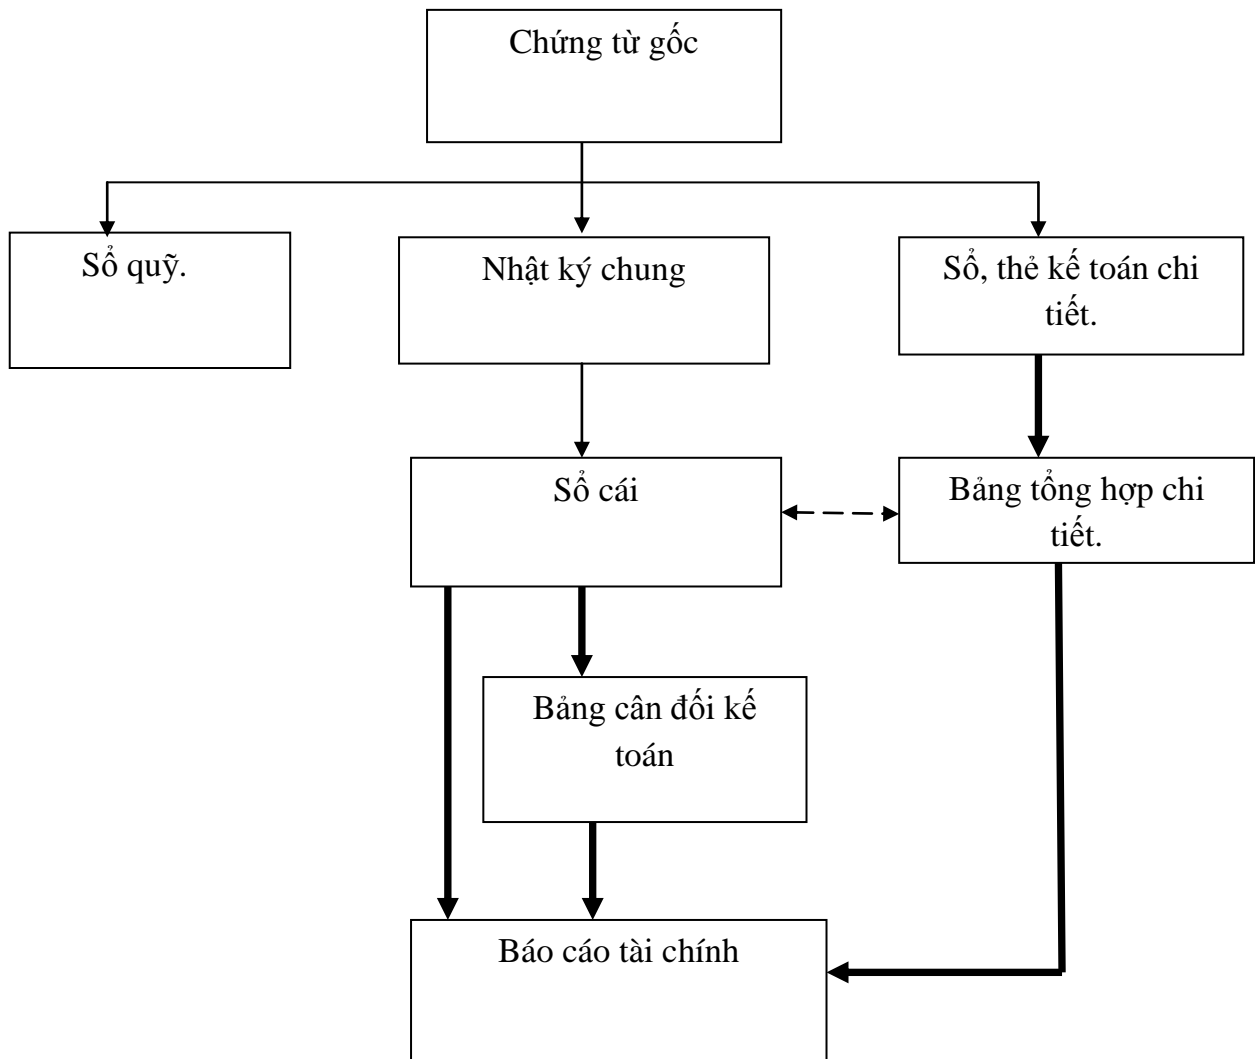 Chứng từ gốc
Sổ quỹ.
Nhật ký chung
Sổ, thẻ kế toán chi
tiết.
Sổ cái
Bảng tổng hợp chi
tiết.
Bảng cân đối kế
toán
Báo cáo tài chính